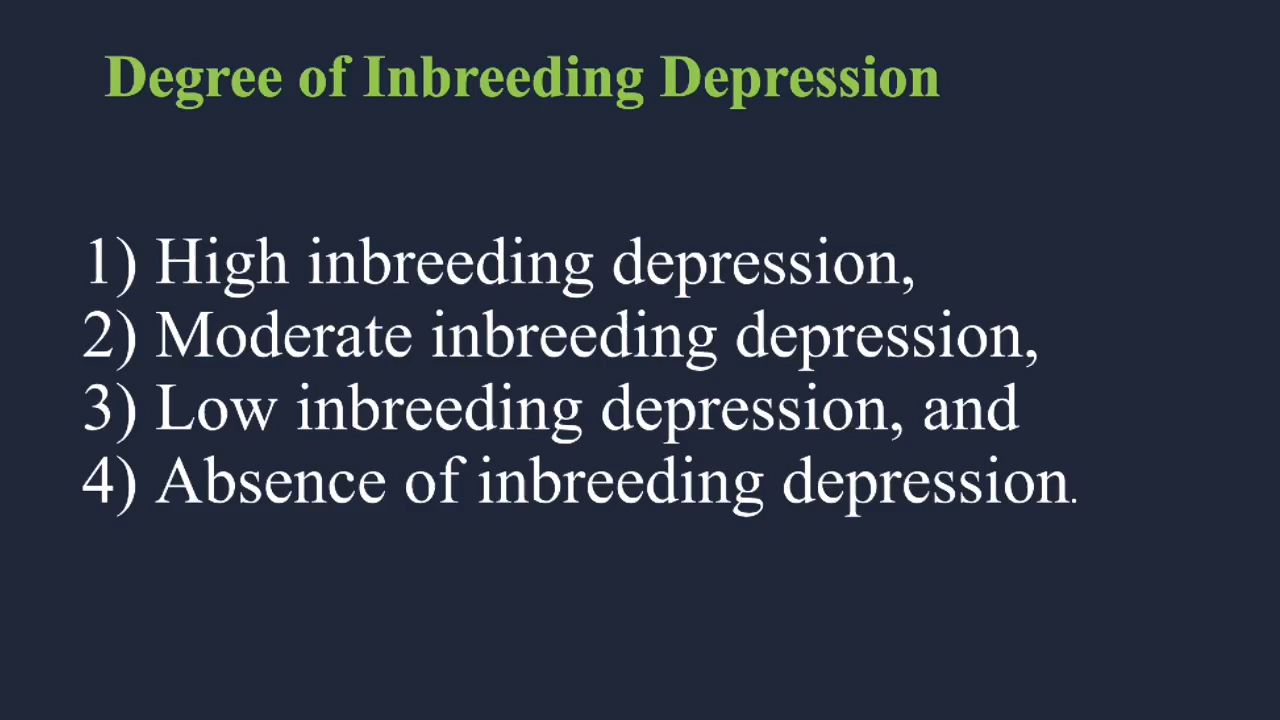 Degree of Inbreeding Depression
1) High inbreeding depression,
2) Moderate inbreeding depression,
3) Low inbreeding depression, and
4) Absence of inbreeding depression.